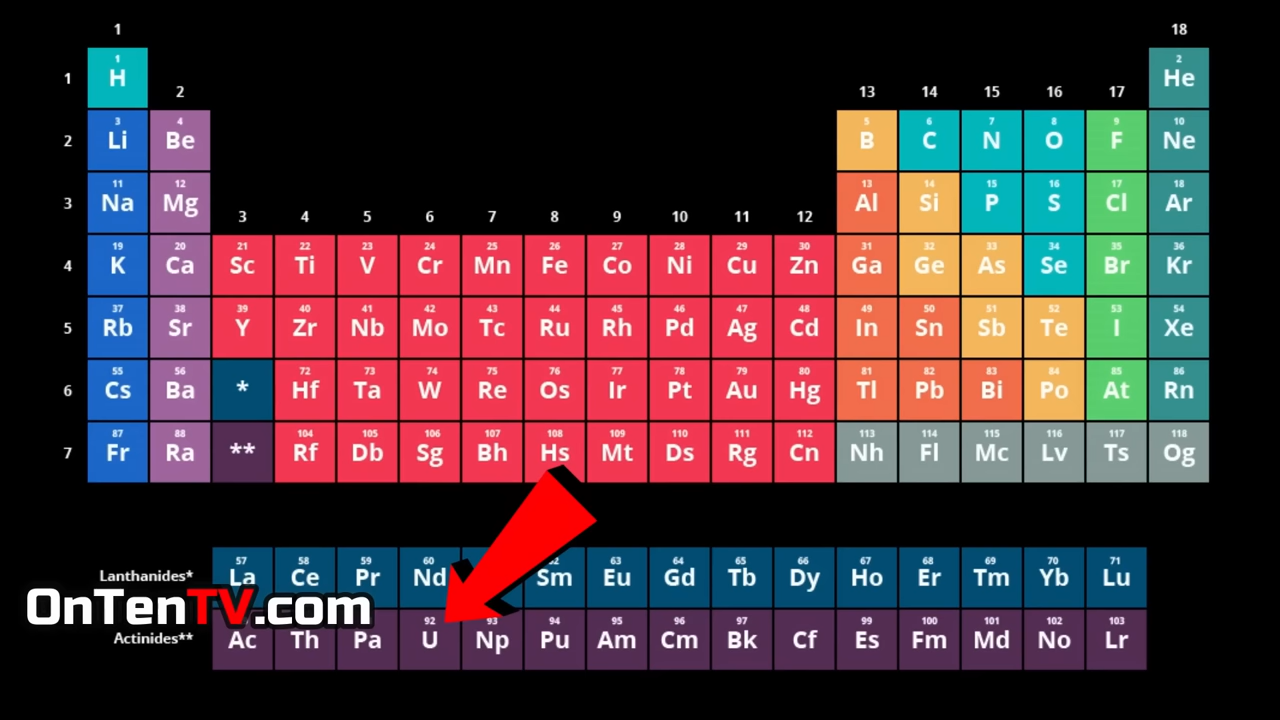 1 18
1 1 H 2 He
2 13 14 15 16 17
2 3 Li 4 Be 5 B 6 C 7 N 8 O 9 F 10 Ne
3 11 Na 12 Mg 13 Al 14 Si 15 P 16 S 17 Cl 18 Ar
3 4 5 6 7 8 9 10 11 12
4 19 K 20 Ca 21 Sc 22 Ti 23 V 24 Cr 25 Mn 26 Fe 27 Co 28 Ni 29 Cu 30 Zn 31 Ga 32 Ge 33 As 34 Se 35 Br 36 Kr
5 37 Rb 38 Sr 39 Y 40 Zr 41 Nb 42 Mo 43 Tc 44 Ru 45 Rh 46 Pd 47 Ag 48 Cd 49 In 50 Sn 51 Sb 52 Te 53 I 54 Xe
6 55 Cs 56 Ba * 72 Hf 73 Ta 74 W 75 Re 76 Os 77 Ir 78 Pt 79 Au 80 Hg 81 Tl 82 Pb 83 Bi 84 Po 85 At 86 Rn
7 87 Fr 88 Ra ** 104 Rf 105 Db 106 Sg 107 Bh 108 Hs 109 Mt 110 Ds 111 Rg 112 Cn 113 Nh 114 Fl 115 Mc 116 Lv 117 Ts 118 Og
Lanthanides* 57 La 58 Ce 59 Pr 60 Nd Sm 63 Eu 64 Gd 65 Tb 66 Dy 67 Ho 68 Er 69 Tm 70 Yb 71 Lu
OnTenTV.com
Actinides** Ac Th Pa 92 U 93 Np 94 Pu 95 Am 96 Cm 97 Bk Cf 99 Es 100 Fm 101 Md 102 No 103 Lr